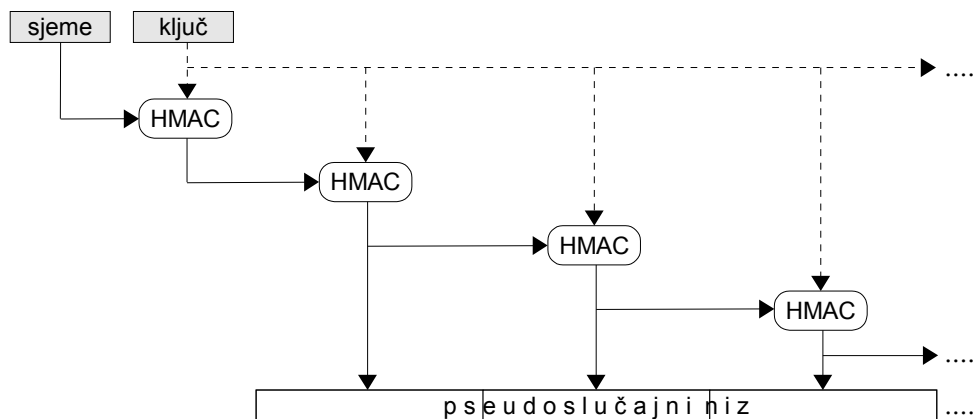 sjeme
ključ
....
HMAC
HMAC
HMAC
HMAC
....
pseudoslučajni niz
....